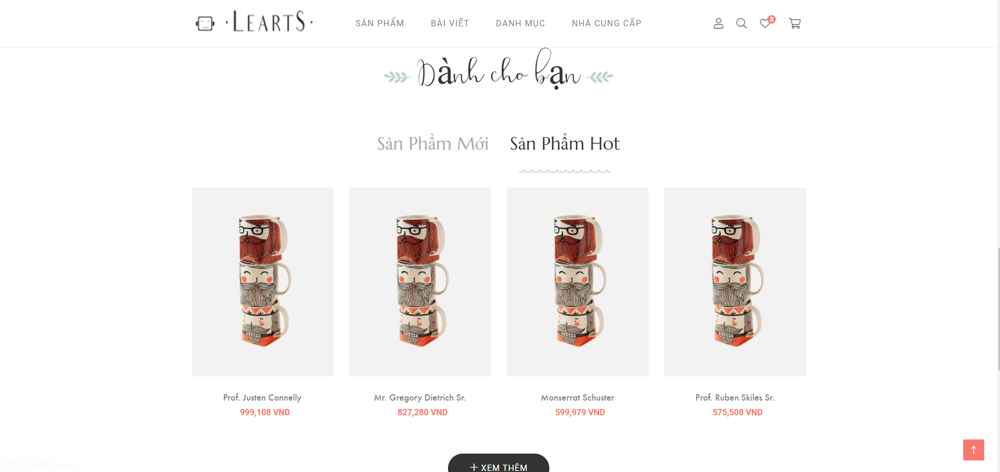 ·LEARTS·
SẢN PHẨM BÀI VIẾT DANH MỤC NHÀ CUNG CẤP
3
Dành cho bạn
Sản Phẩm Mới Sản Phẩm Hot
Prof. Justen Connelly Mr. Gregory Dietrich Sr. Monserrat Schuster Prof. Ruben Skiles Sr.
999,108 VND 827,280 VND 599,979 VND 575,508 VND
127.0.0.1:8000/#tab-be
XEM THÊM